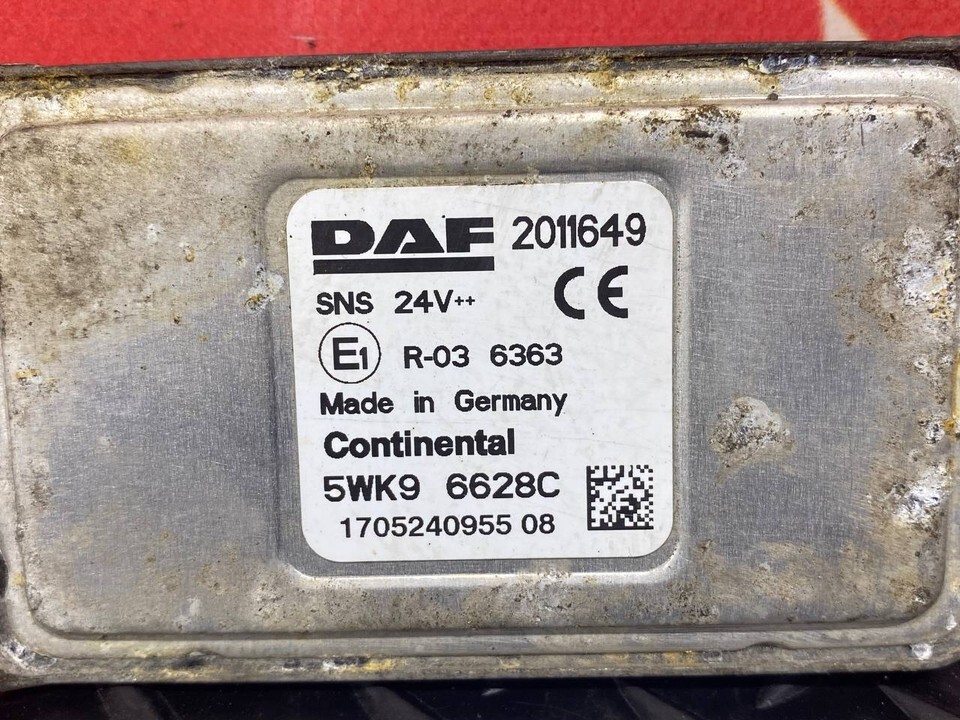 DAF 2011649
SNS 24V++ CE
E1 R-03 6363
Made in Germany
Continental
5WK9 6628C
1705240955 08